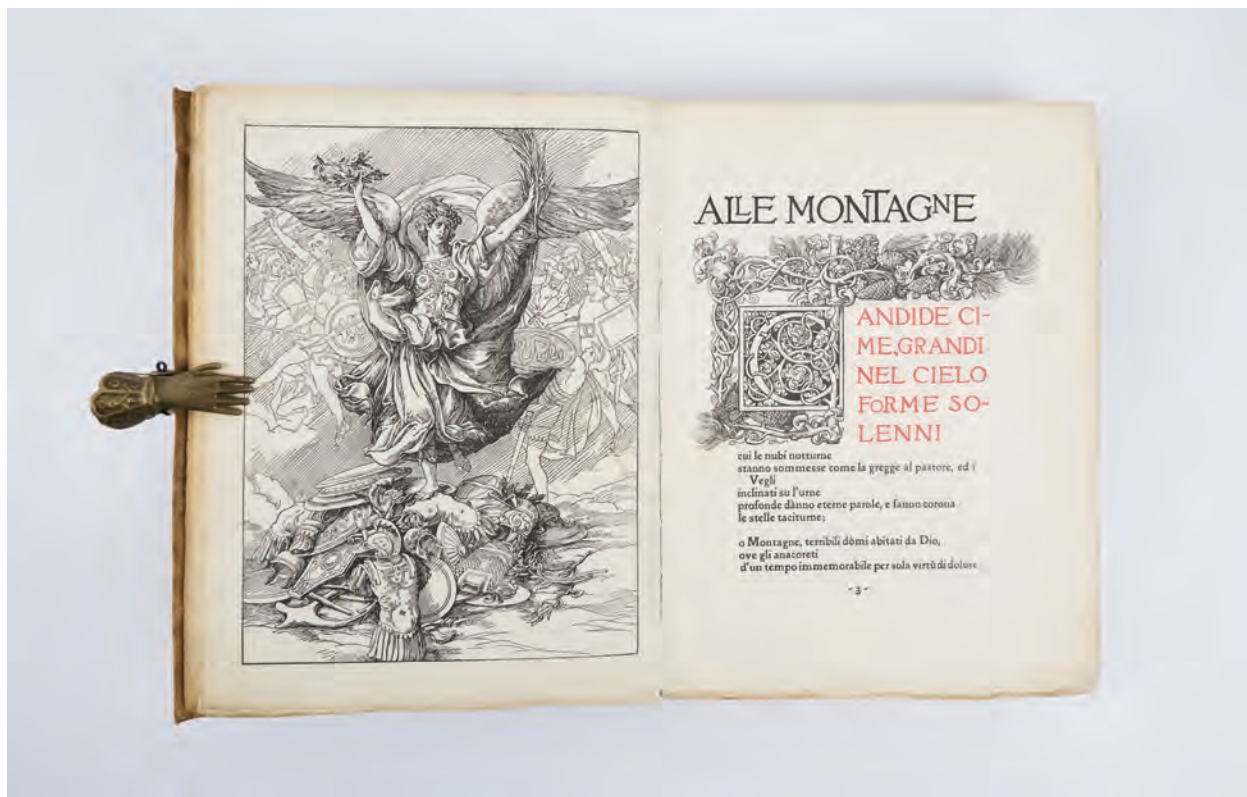 ALLE MONTAGNE
CANDIDE CI-
ME, GRANDI
NEL CIELO
FORME SO-
LENNI
cui le nubi notturne
stanno sommesse come la gregge al pastore, ed i
Vegli
inclinati su l'urne
profonde dànno eterne parole, e fanno corona
le stelle taciturne;
o Montagne, terribili dòmi abitati da Dio,
ove gli anacoreti
d'un tempo immemorabile per sola virtù di dolore
- 3 -